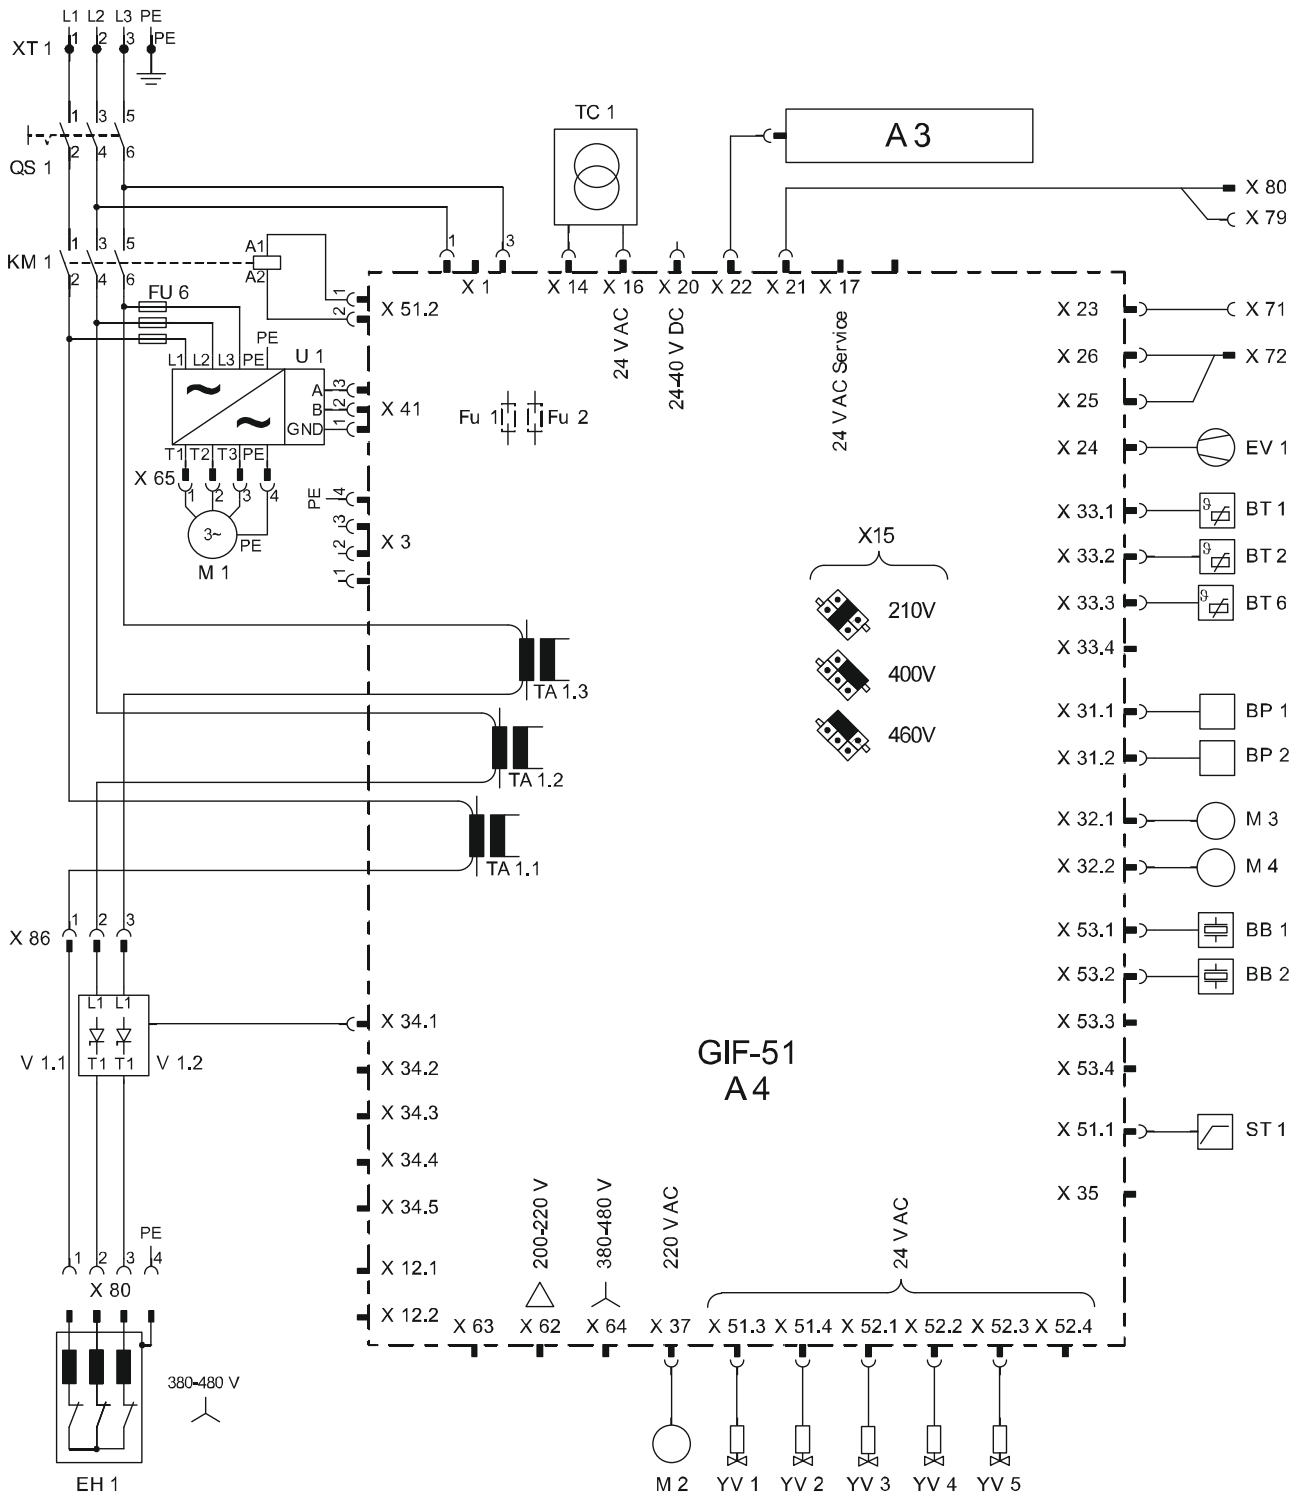 L1 L2 L3 PE
XT 1 1 2 3 PE
TC 1
A 3
1 3 5
QS 1 2 4 6
X 80
X 79
1 3 5
KM 1 2 4 6
A1
A2
1 3
X 1 X 14 X 16 X 20 X 22 X 21 X 17
24 V AC
24-40 V DC
24 V AC Service
FU 6
1
2
X 51.2
X 23 X 71
X 26 X 72
X 25
L1 L2 L3 PE PE
U 1
A 3
B 2
GND 1
X 41
Fu 1 Fu 2
T1 T2 T3 PE
X 65
1 2 3 4
3~
PE
M 1
PE 4
3
2
1
X 3
X 24 EV 1
X 33.1 ϑ BT 1
X 33.2 ϑ BT 2
X 33.3 ϑ BT 6
X 33.4
X15
210V
400V
460V
TA 1.3
TA 1.2
TA 1.1
X 31.1 BP 1
X 31.2 BP 2
X 32.1 M 3
X 32.2 M 4
X 86 1 2 3
X 53.1 BB 1
X 53.2 BB 2
X 53.3
X 53.4
L1 L1
T1 T1
V 1.1 V 1.2
X 34.1
X 34.2
X 34.3
X 34.4
X 34.5
GIF-51
A 4
X 51.1 ST 1
X 35
PE
1 2 3 4
X 80
X 12.1
X 12.2
200-220 V
380-480 V
220 V AC
24 V AC
X 63 X 62 X 64 X 37 X 51.3 X 51.4 X 52.1 X 52.2 X 52.3 X 52.4
380-480 V
EH 1
M 2 YV 1 YV 2 YV 3 YV 4 YV 5